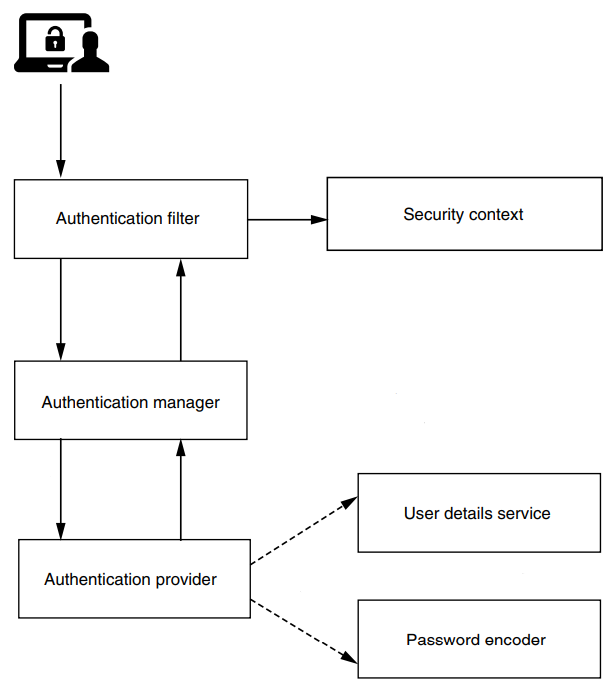 Authentication filter
Security context
Authentication manager
User details service
Authentication provider
Password encoder